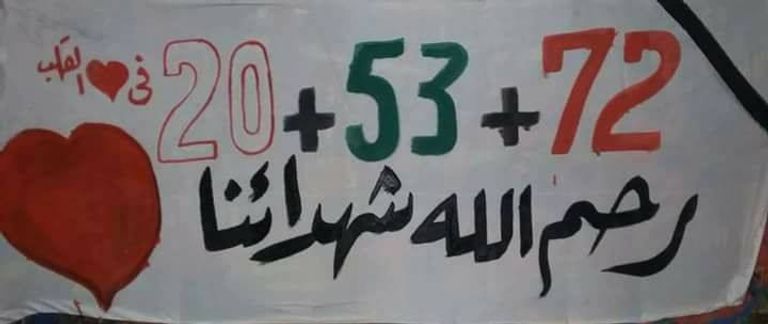 20+53+72
في القلب
رحم الله شهدائنا